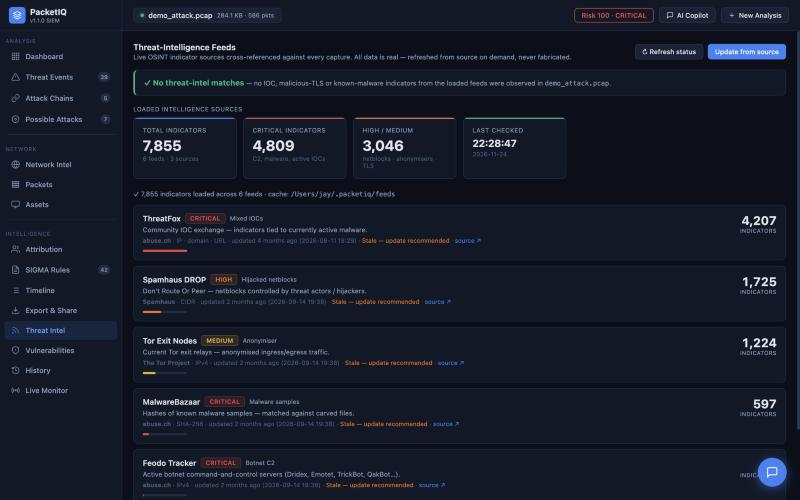 PacketIQ
v1.1.0 SIEM
demo_attack.pcap 284.1 KB · 586 pkts
Risk 100 · CRITICAL
AI Copilot
+ New Analysis
ANALYSIS
Dashboard
Threat Events 39
Attack Chains 5
Possible Attacks 7
NETWORK
Network Intel
Packets
Assets
INTELLIGENCE
Attribution
SIGMA Rules 42
Timeline
Export & Share
Threat Intel
Vulnerabilities
History
Live Monitor
Threat-Intelligence Feeds
Live OSINT indicator sources cross-referenced against every capture. All data is real — refreshed from source on demand, never fabricated.
↻ Refresh status
Update from source
✓ No threat-intel matches — no IOC, malicious-TLS or known-malware indicators from the loaded feeds were observed in demo_attack.pcap.
LOADED INTELLIGENCE SOURCES
TOTAL INDICATORS
7,855
6 feeds · 3 sources
CRITICAL INDICATORS
4,809
C2, malware, active IOCs
HIGH / MEDIUM
3,046
netblocks · anonymisers ·
TLS
LAST CHECKED
22:28:47
2026-11-24
✓ 7,855 indicators loaded across 6 feeds · cache: /Users/jay/.packetiq/feeds
ThreatFox CRITICAL Mixed IOCs
Community IOC exchange — indicators tied to currently active malware.
abuse.ch · IP · domain · URL · updated 4 months ago (2026-08-11 18:29) · Stale — update recommended · source ↗
4,207
INDICATORS
Spamhaus DROP HIGH Hijacked netblocks
Don't Route Or Peer — netblocks controlled by threat actors / hijackers.
Spamhaus · CIDR · updated 2 months ago (2026-09-14 19:38) · Stale — update recommended · source ↗
1,725
INDICATORS
Tor Exit Nodes MEDIUM Anonymiser
Current Tor exit relays — anonymised ingress/egress traffic.
The Tor Project · IPv4 · updated 2 months ago (2026-09-14 19:38) · Stale — update recommended · source ↗
1,224
INDICATORS
MalwareBazaar CRITICAL Malware samples
Hashes of known malware samples — matched against carved files.
abuse.ch · SHA-256 · updated 2 months ago (2026-09-14 19:38) · Stale — update recommended · source ↗
597
INDICATORS
Feodo Tracker CRITICAL Botnet C2
Active botnet command-and-control servers (Dridex, Emotet, TrickBot, QakBot…).
abuse.ch · IPv4 · updated 2 months ago (2026-09-14 19:38) · Stale — update recommended · source ↗